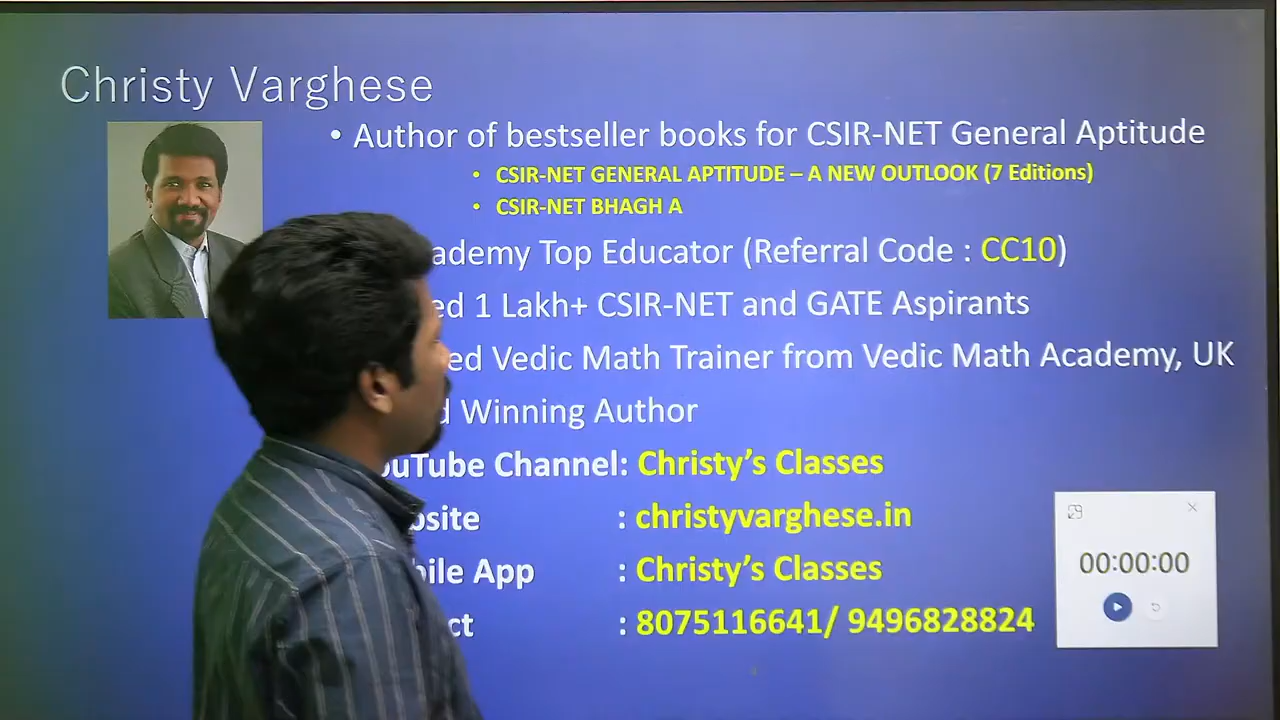 Christy Varghese
• Author of bestseller books for CSIR-NET General Aptitude
• CSIR-NET GENERAL APTITUDE – A NEW OUTLOOK (7 Editions)
• CSIR-NET BHAGH A
ademy Top Educator (Referral Code : CC10)
ed 1 Lakh+ CSIR-NET and GATE Aspirants
ed Vedic Math Trainer from Vedic Math Academy, UK
d Winning Author
ouTube Channel: Christy's Classes
bsite : christyvarghese.in
bile App : Christy's Classes
ct : 8075116641/ 9496828824
00:00:00